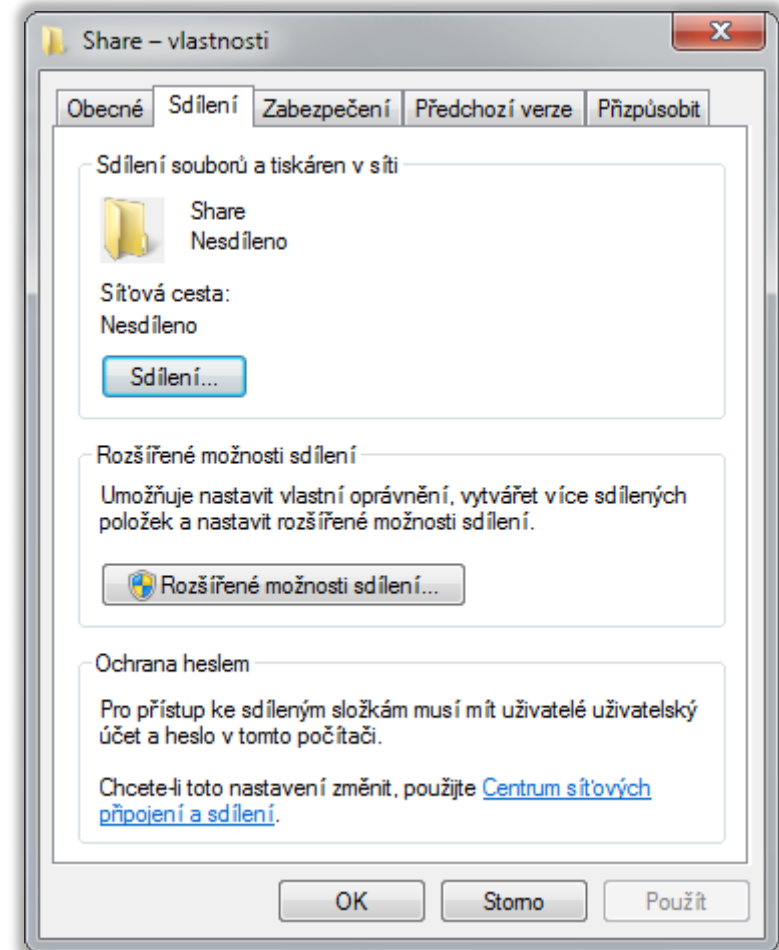 Share – vlastnosti
Obecné Sdílení Zabezpečení Předchozí verze Přizpůsobit
Sdílení souborů a tiskáren v síti
Share
Nesdíleno
Síťová cesta:
Nesdíleno
Sdílení...
Rozšířené možnosti sdílení
Umožňuje nastavit vlastní oprávnění, vytvářet více sdílených
položek a nastavit rozšířené možnosti sdílení.
Rozšířené možnosti sdílení...
Ochrana heslem
Pro přístup ke sdíleným složkám musí mít uživatelé uživatelský
účet a heslo v tomto počítači.
Chcete-li toto nastavení změnit, použijte Centrum síťových
připojení a sdílení.
OK Storno Použít